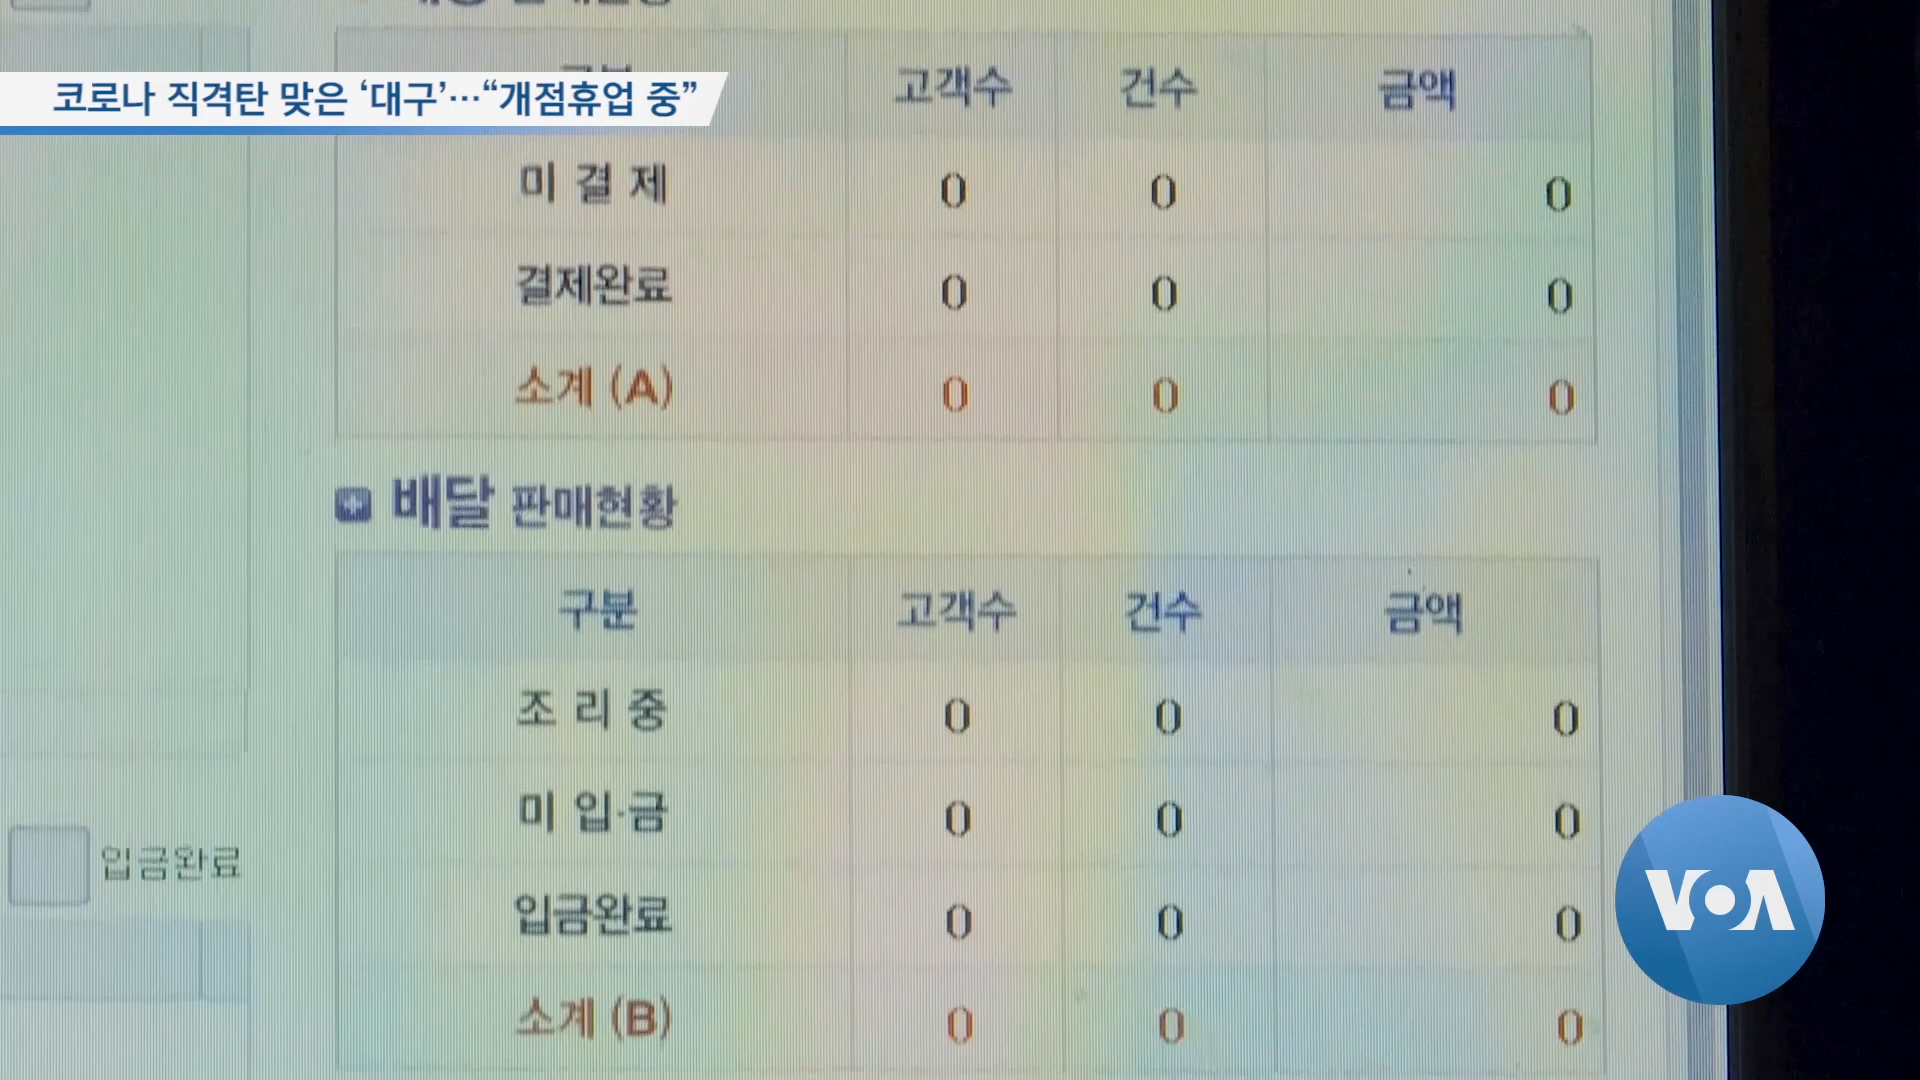 코로나 직격탄 맞은 ‘대구’…“개점휴업 중”
고객수 건수 금액
미 결 제 0 0 0
결제완료 0 0 0
소계 (A) 0 0 0
배달 판매현황
구분 고객수 건수 금액
조 리 중 0 0 0
미 입·금 0 0 0
입금완료
입금완료 0 0 0
소계 (B) 0 0 0
VOA